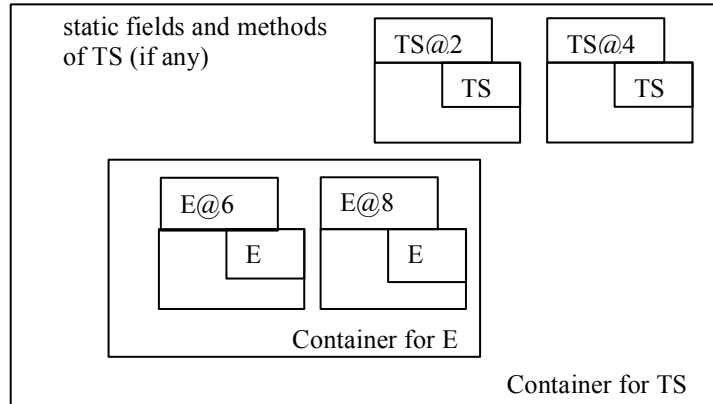 static fields and methods
of TS (if any)
TS@2
TS@4
TS
TS
E@6
E@8
E
E
Container for E
Container for TS